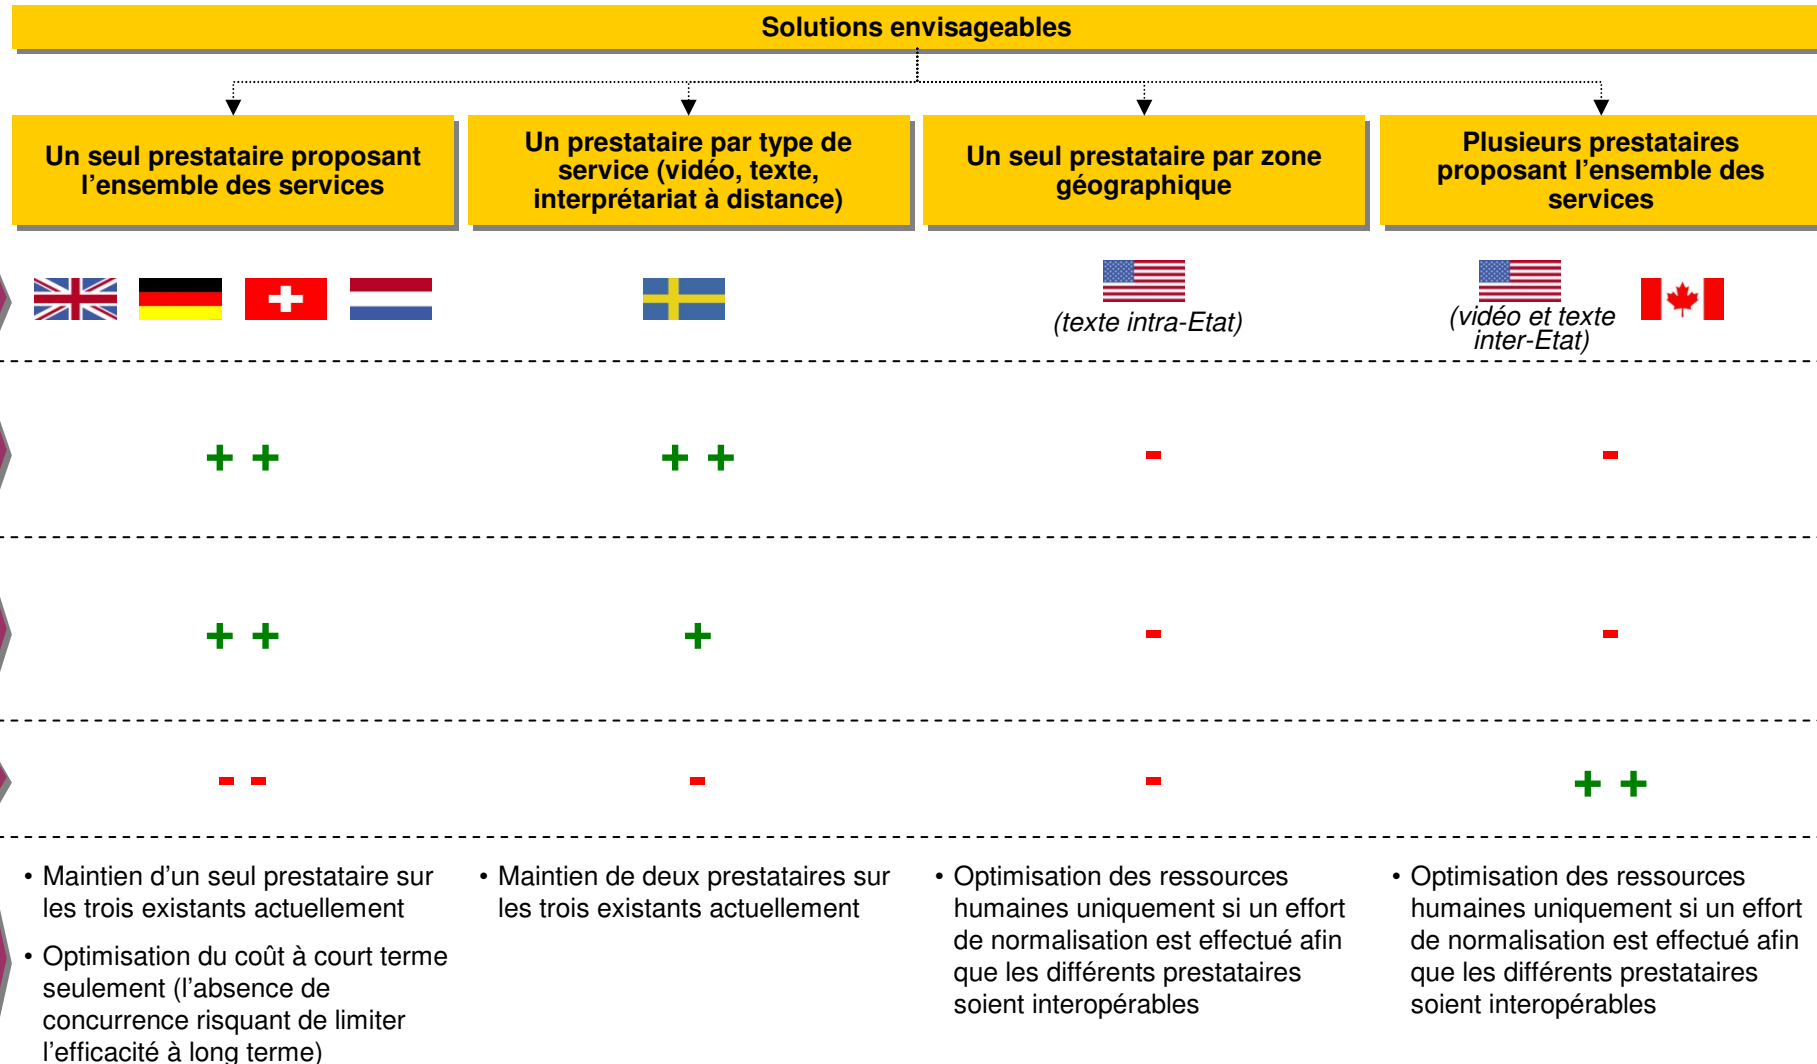 Solutions envisageables
Un seul prestataire proposant
l'ensemble des services
Un prestataire par type de
service (vidéo, texte,
interprétariat à distance)
Un seul prestataire par zone
géographique
Plusieurs prestataires
proposant l'ensemble des
services
(texte intra-Etat)
(vidéo et texte
inter-Etat)
+ +
+ +
-
-
+ +
+
-
-
- -
-
-
+ +
• Maintien d'un seul prestataire sur
les trois existants actuellement
• Optimisation du coût à court terme
seulement (l'absence de
concurrence risquant de limiter
l'efficacité à long terme)
• Maintien de deux prestataires sur
les trois existants actuellement
• Optimisation des ressources
humaines uniquement si un effort
de normalisation est effectué afin
que les différents prestataires
soient interopérables
• Optimisation des ressources
humaines uniquement si un effort
de normalisation est effectué afin
que les différents prestataires
soient interopérables